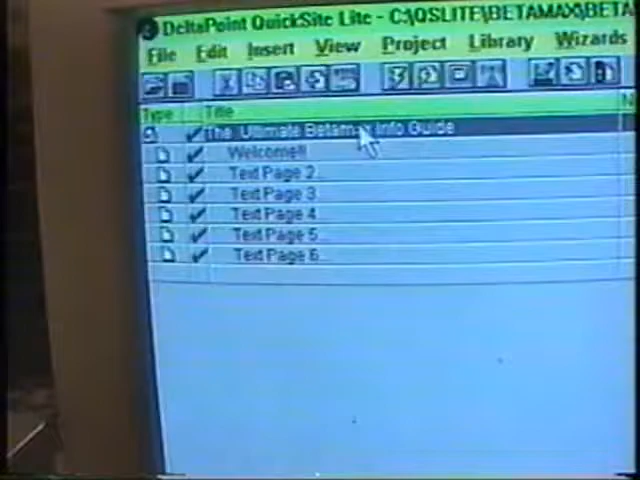 DeltaPoint QuickSite Lite - C:\QSLITE\BETAMAX\BETA
File Edit Insert View Project Library Wizards
Type Title N
The Ultimate Betamax Info Guide
Welcome!!
Text Page 2
Text Page 3
Text Page 4
Text Page 5
Text Page 6